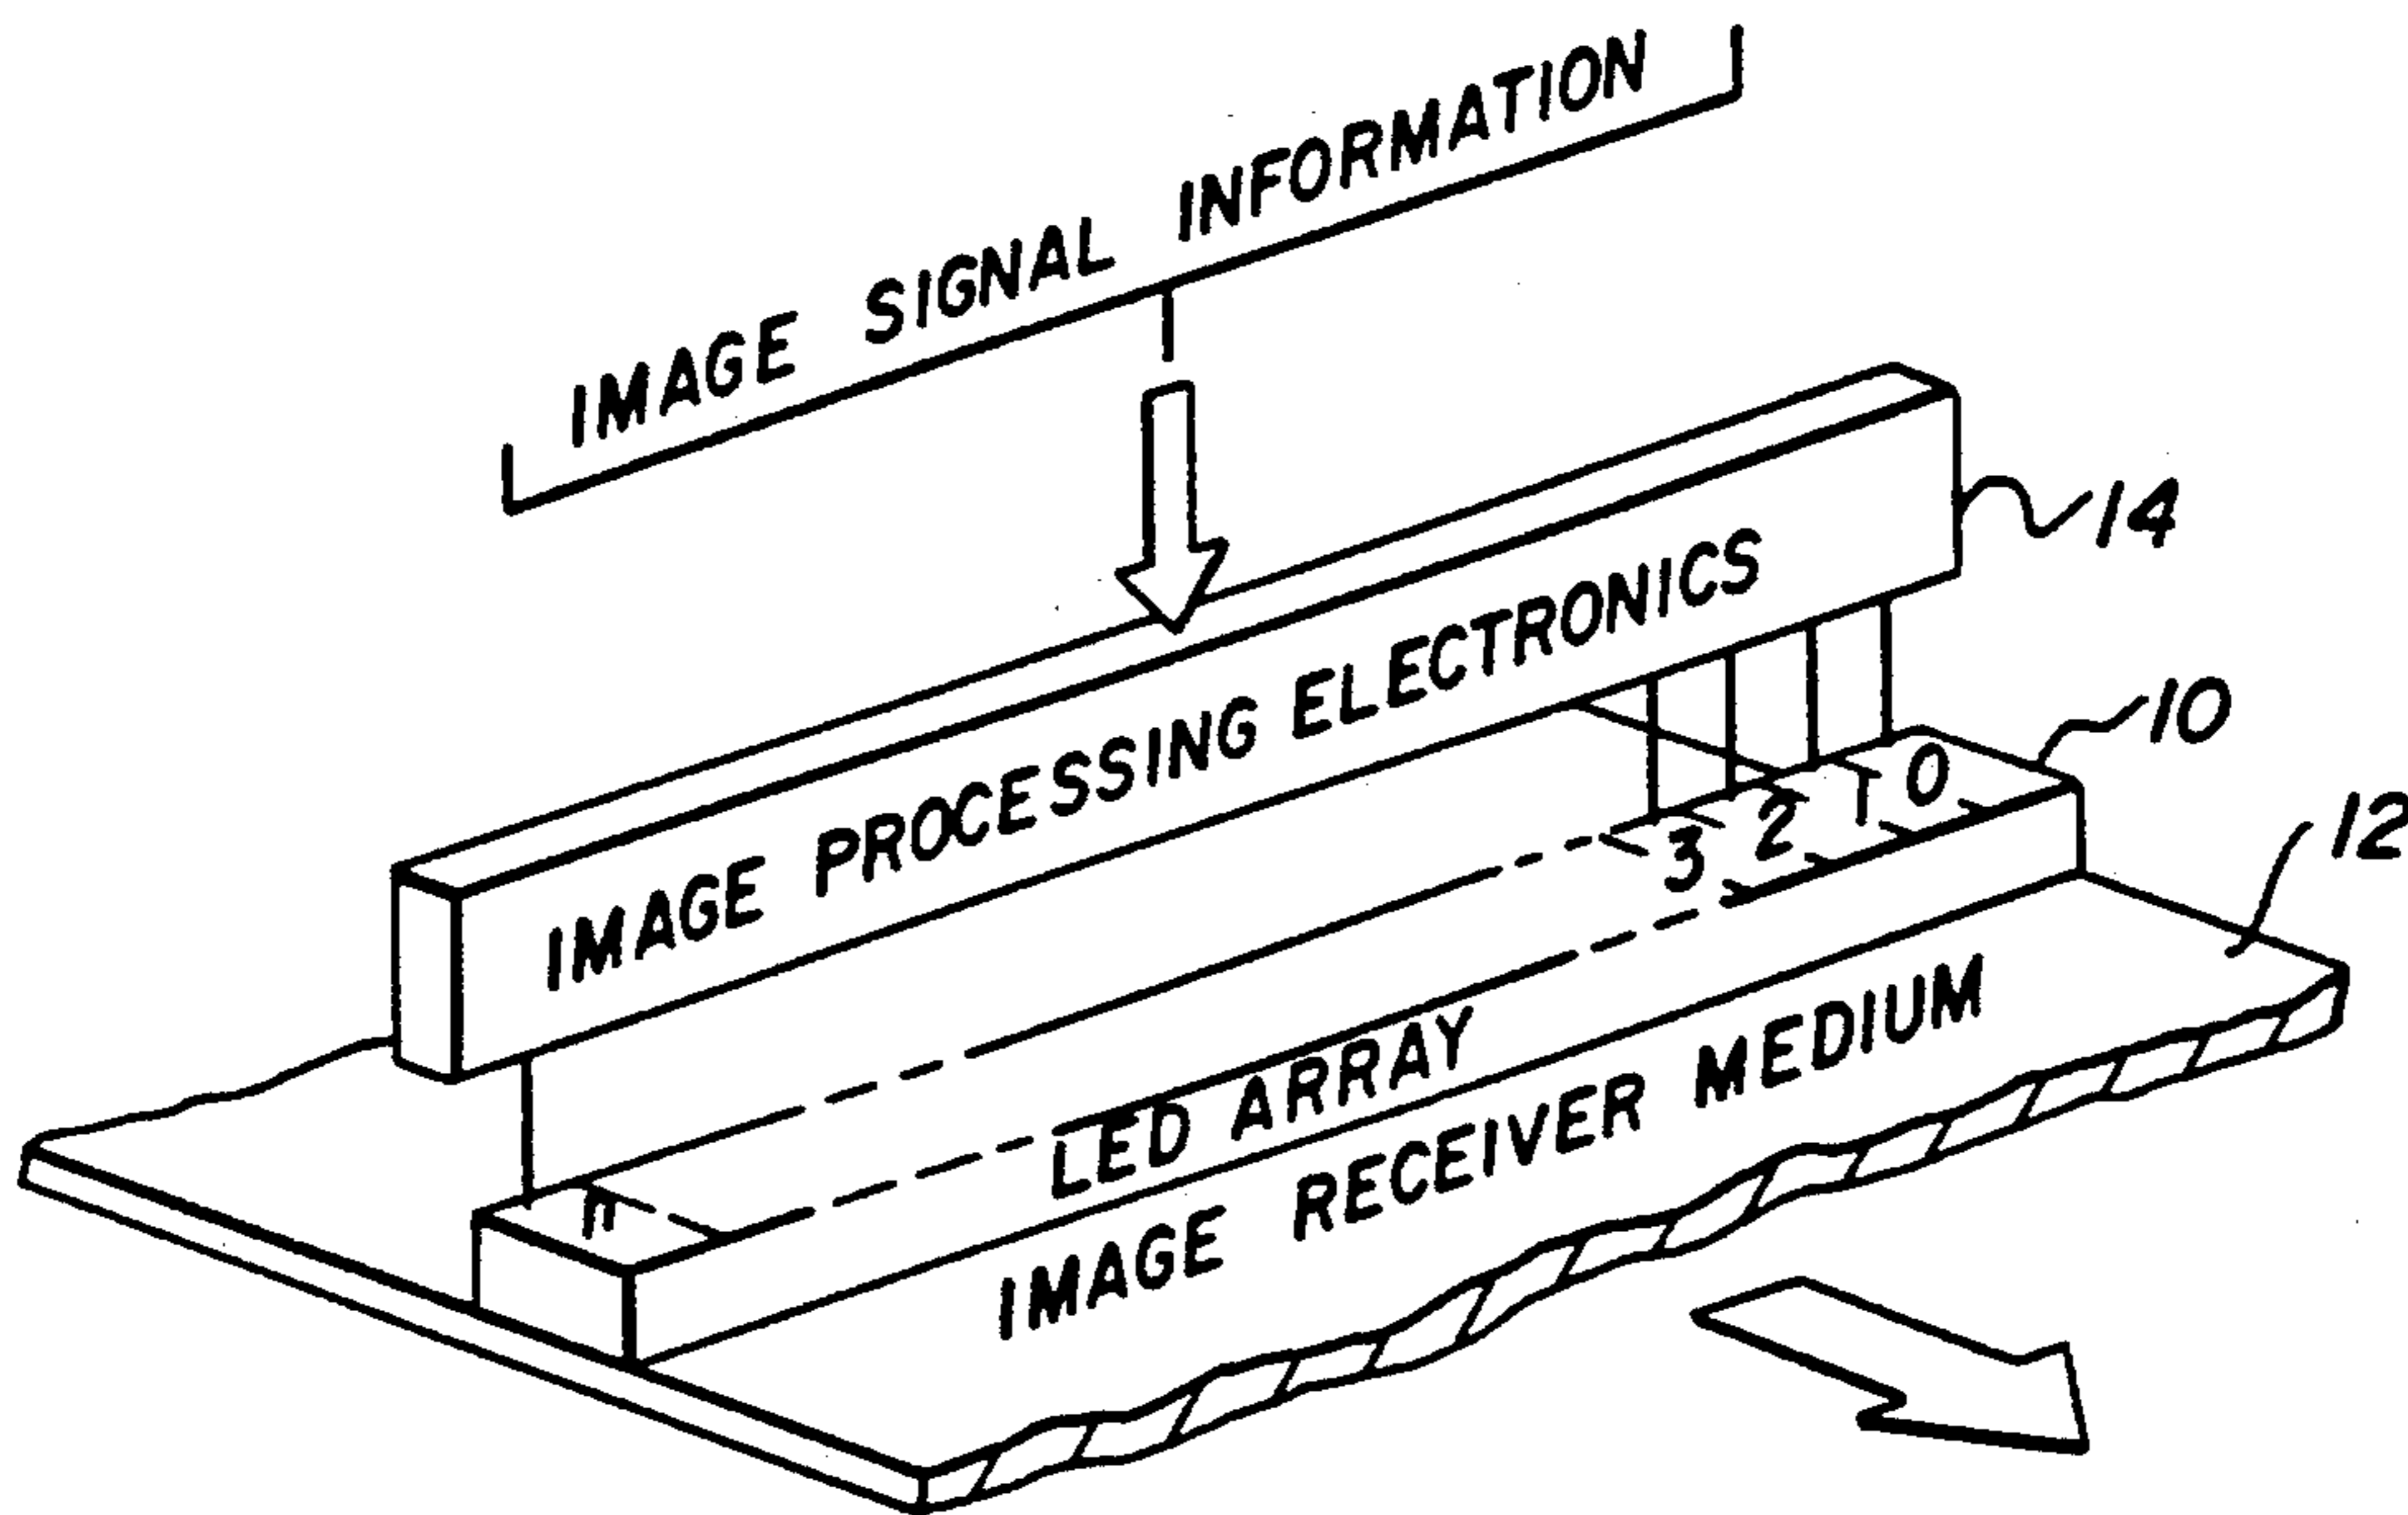 IMAGE SIGNAL INFORMATION
14
IMAGE PROCESSING ELECTRONICS
10
0
1
2
3
12
n
LED ARRAY
IMAGE RECEIVER MEDIUM